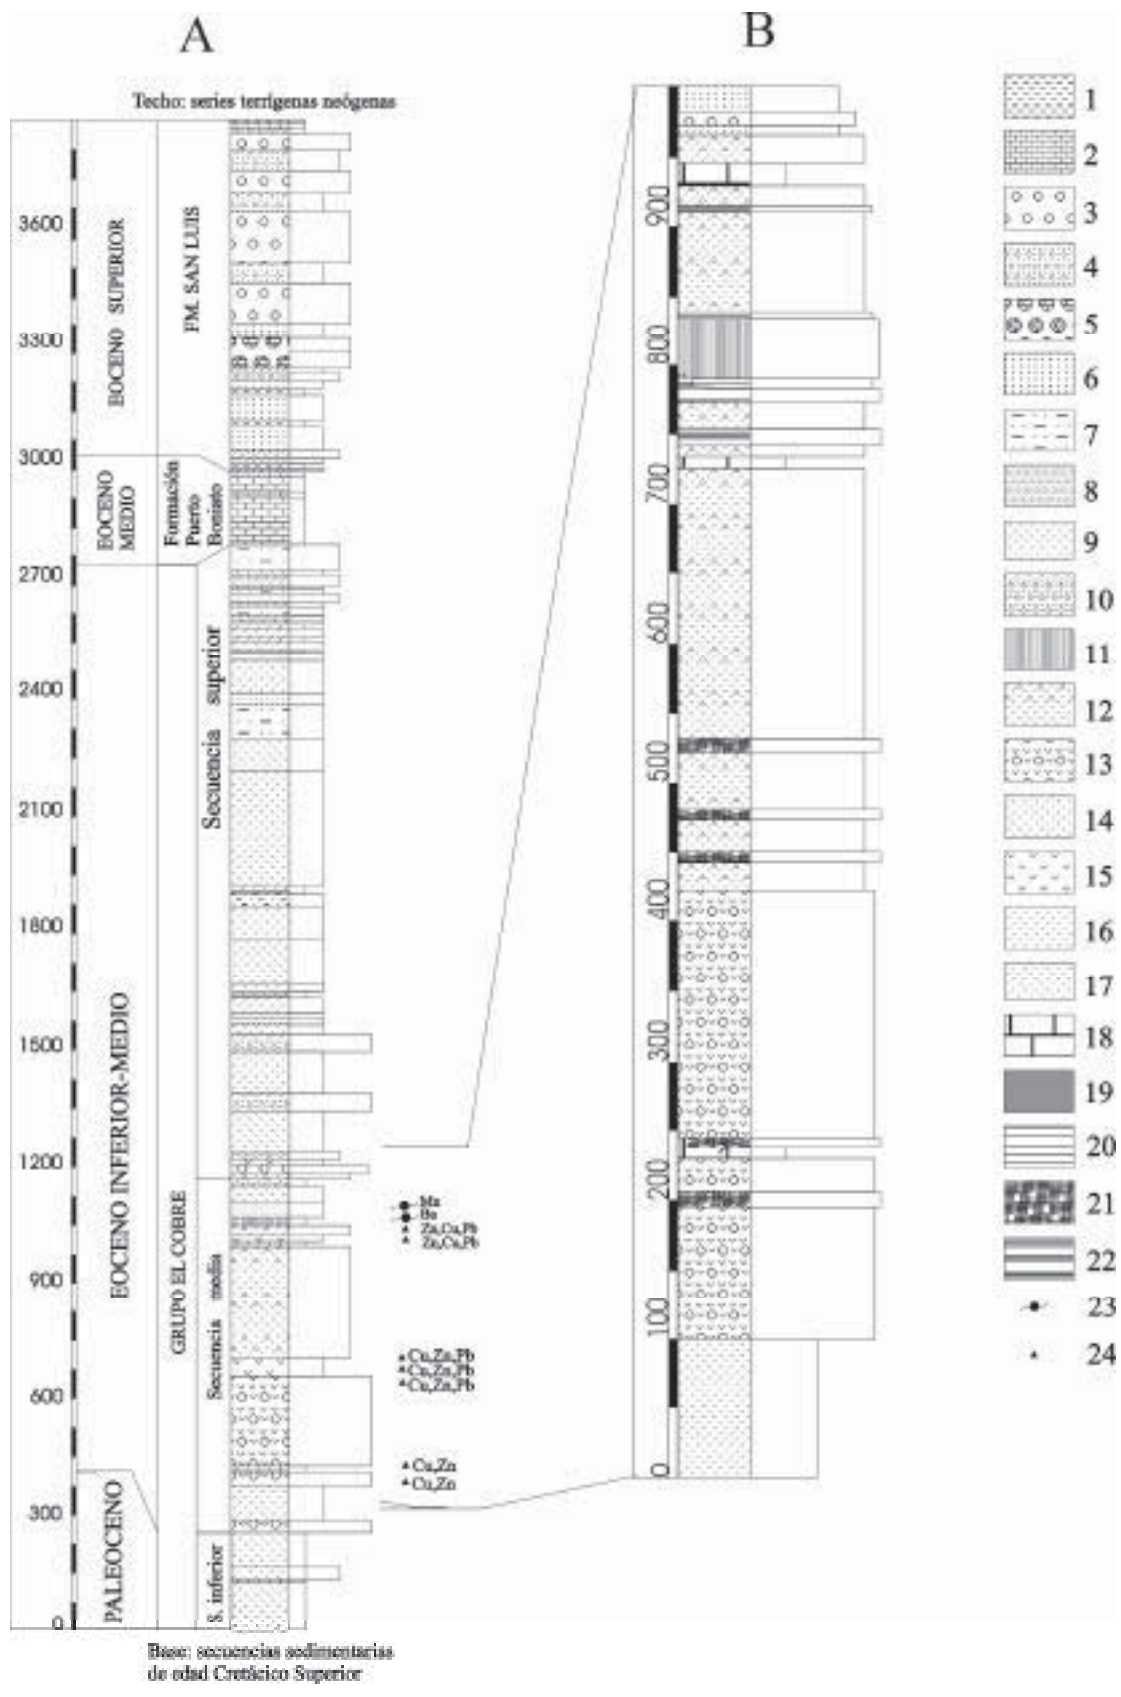 A
B
Techo: series terrígenas neógenas
3600
3300
3000
2700
2400
2100
1800
1500
1200
900
600
300
0
EOCENO SUPERIOR
EOCENO
MEDIO
EOCENO INFERIOR-MEDIO
PALEOCENO
FM. SAN LUIS
Formación
Puerto
Boniato
GRUPO EL COBRE
Secuencia superior
Secuencia media
S. inferior
Mn
Ba
Zn,Cu,Pb
Zn,Cu,Pb
Cu,Zn,Pb
Cu,Zn,Pb
Cu,Zn,Pb
Cu,Zn
Cu,Zn
Base: secuencias sedimentarias
de edad Cretácico Superior
900
800
700
600
500
400
300
200
100
0
1
2
3
4
5
6
7
8
9
10
11
12
13
14
15
16
17
18
19
20
21
22
23
24